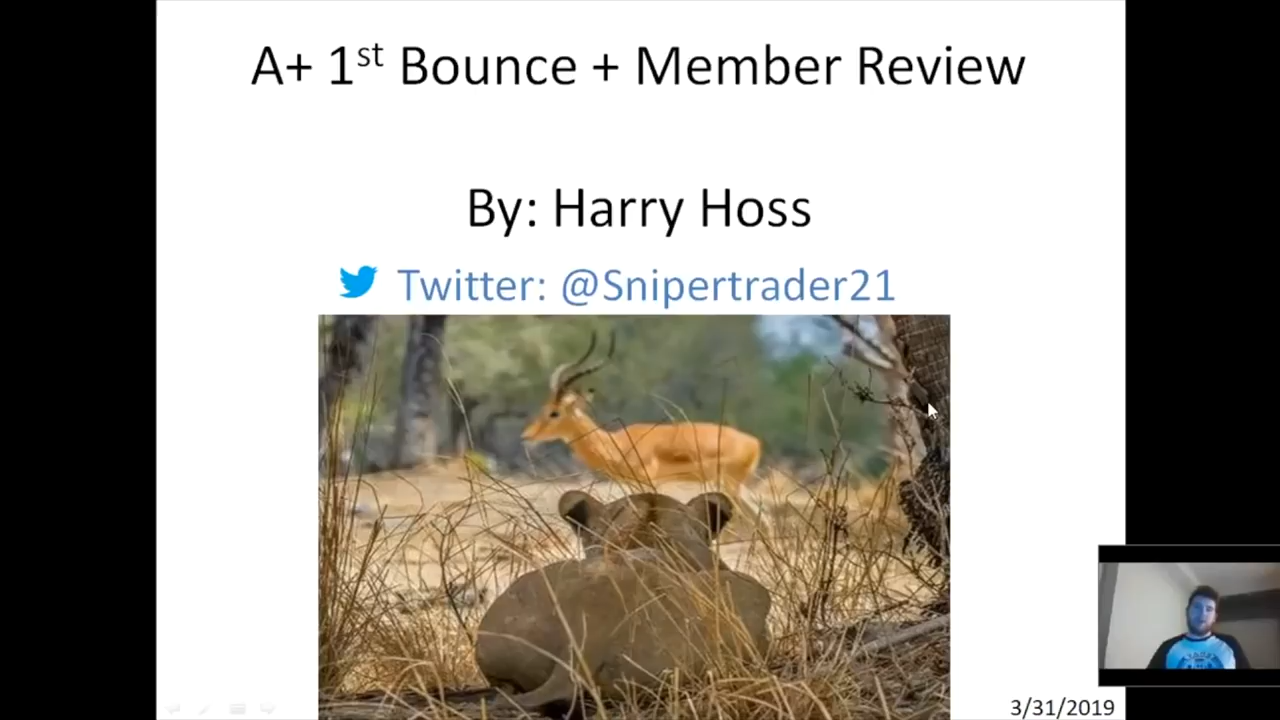 A+ 1st Bounce + Member Review
By: Harry Hoss
Twitter: @Snipertrader21
3/31/2019